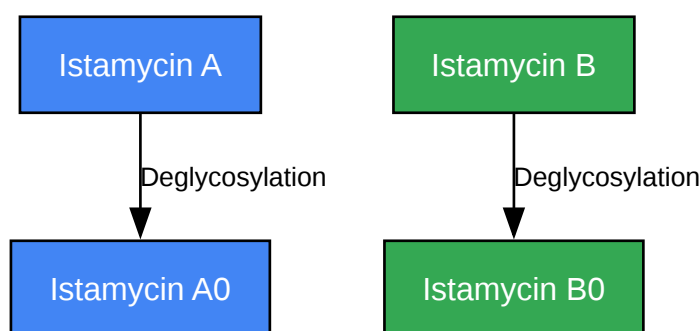 Istamycin A
Istamycin B
Deglycosylation
Deglycosylation
Istamycin A0
Istamycin B0